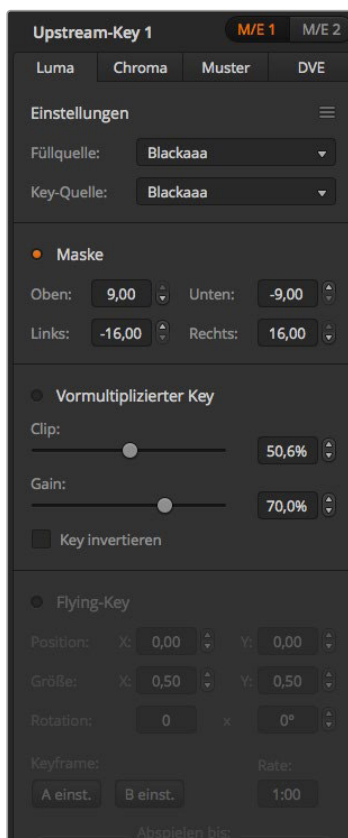 Upstream-Key 1 M/E 1 M/E 2
Luma Chroma Muster DVE
Einstellungen
Füllquelle: Blackaaa
Key-Quelle: Blackaaa
Maske
Oben: 9,00 Unten: -9,00
Links: -16,00 Rechts: 16,00
Vormultiplizierter Key
Clip:
50,6%
Gain:
70,0%
Key invertieren
Flying-Key
Position: X: 0,00 Y: 0,00
Größe: X: 0,50 Y: 0,50
Rotation: 0 x 0°
Keyframe: Rate:
A einst. B einst. 1:00
Abspielen bis: